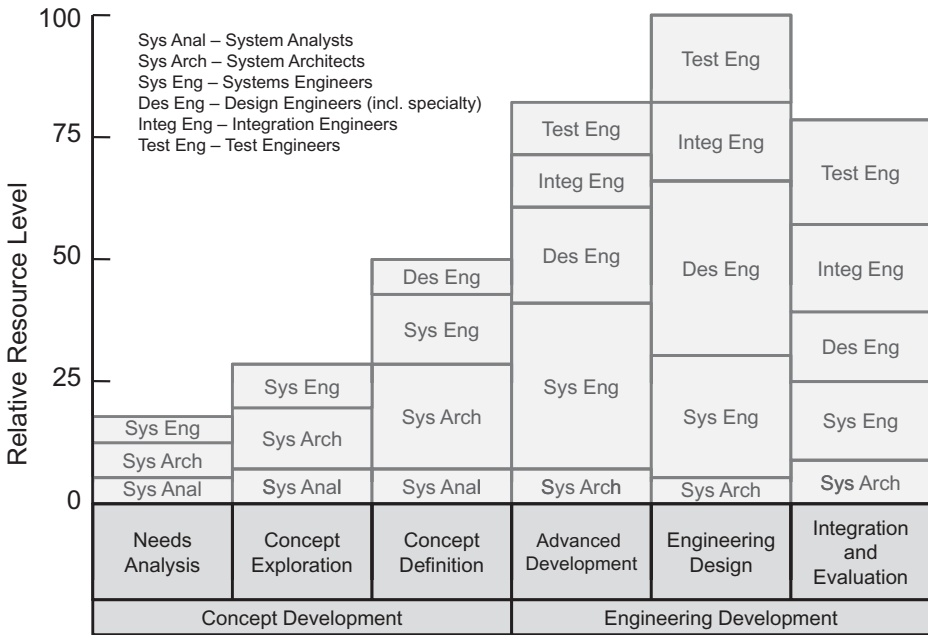 100
Sys Anal – System Analysts
Sys Arch – System Architects
Sys Eng – Systems Engineers
Des Eng – Design Engineers (incl. specialty)
Integ Eng – Integration Engineers
Test Eng – Test Engineers
75
50
25
0
Relative Resource Level
Sys Eng
Sys Arch
Sys Anal
Sys Eng
Sys Arch
Sys Anal
Des Eng
Sys Eng
Sys Arch
Sys Anal
Test Eng
Integ Eng
Des Eng
Sys Eng
Sys Arch
Test Eng
Integ Eng
Des Eng
Sys Eng
Sys Arch
Test Eng
Integ Eng
Des Eng
Sys Eng
Sys Arch
Needs
Analysis
Concept
Exploration
Concept
Definition
Advanced
Development
Engineering
Design
Integration
and
Evaluation
Concept Development
Engineering Development